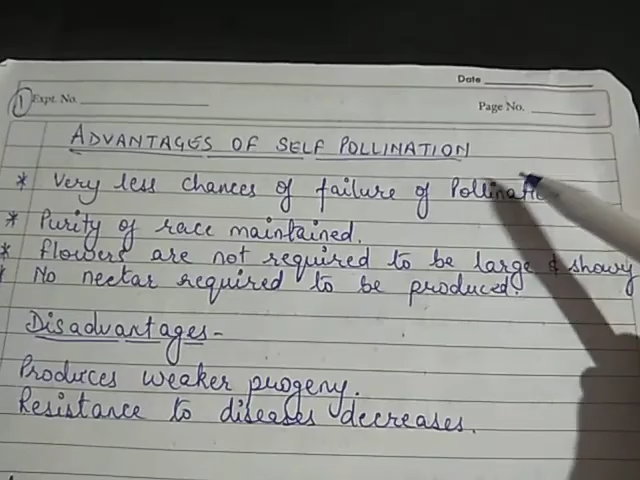 Date
1 Expt. No.
Page No.
ADVANTAGES OF SELF POLLINATION
* Very less chances of failure of
* Purity of race maintained.
* flowers are not required to be large & showy
* No nectar required to be produced.
Disadvantages-
Produces weaker progeny.
Resistance to diseases decreases.